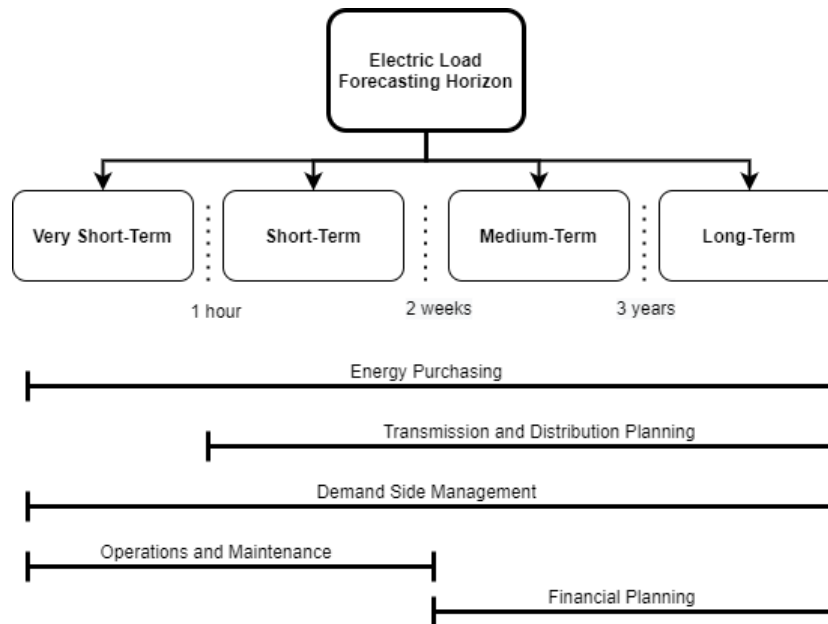 Electric Load
Forecasting Horizon
Very Short-Term
Short-Term
Medium-Term
Long-Term
1 hour
2 weeks
3 years
Energy Purchasing
Transmission and Distribution Planning
Demand Side Management
Operations and Maintenance
Financial Planning